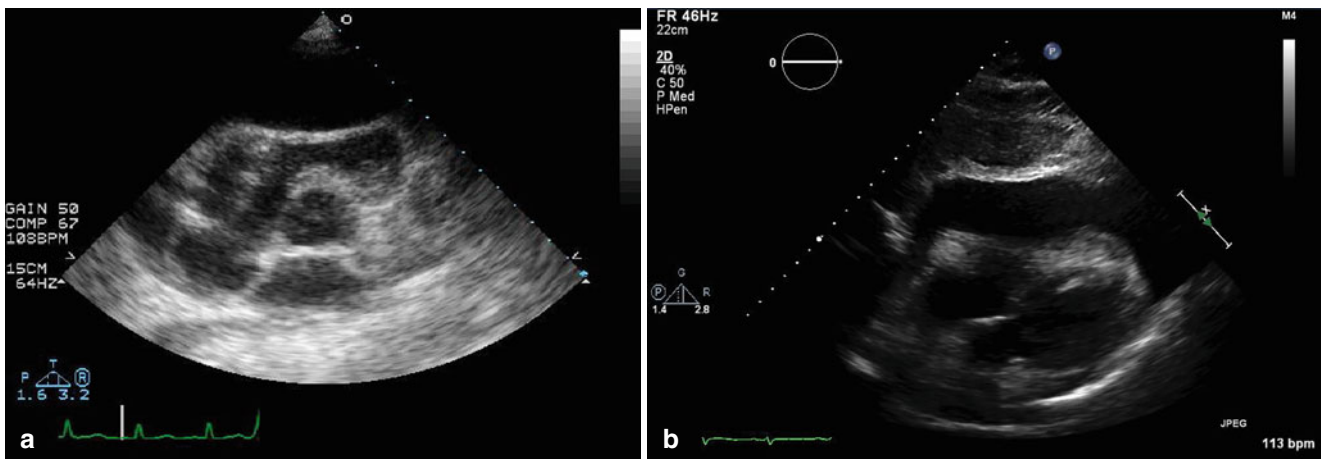 GAIN 50
COMP 67
108BPM
15CM
64HZ
T
P R
1.6 3.2
a
FR 46Hz
22cm
2D
40%
C 50
P Med
HPen
0
P
M4
X
G
P R
1.4 2.8
JPEG
113 bpm
b